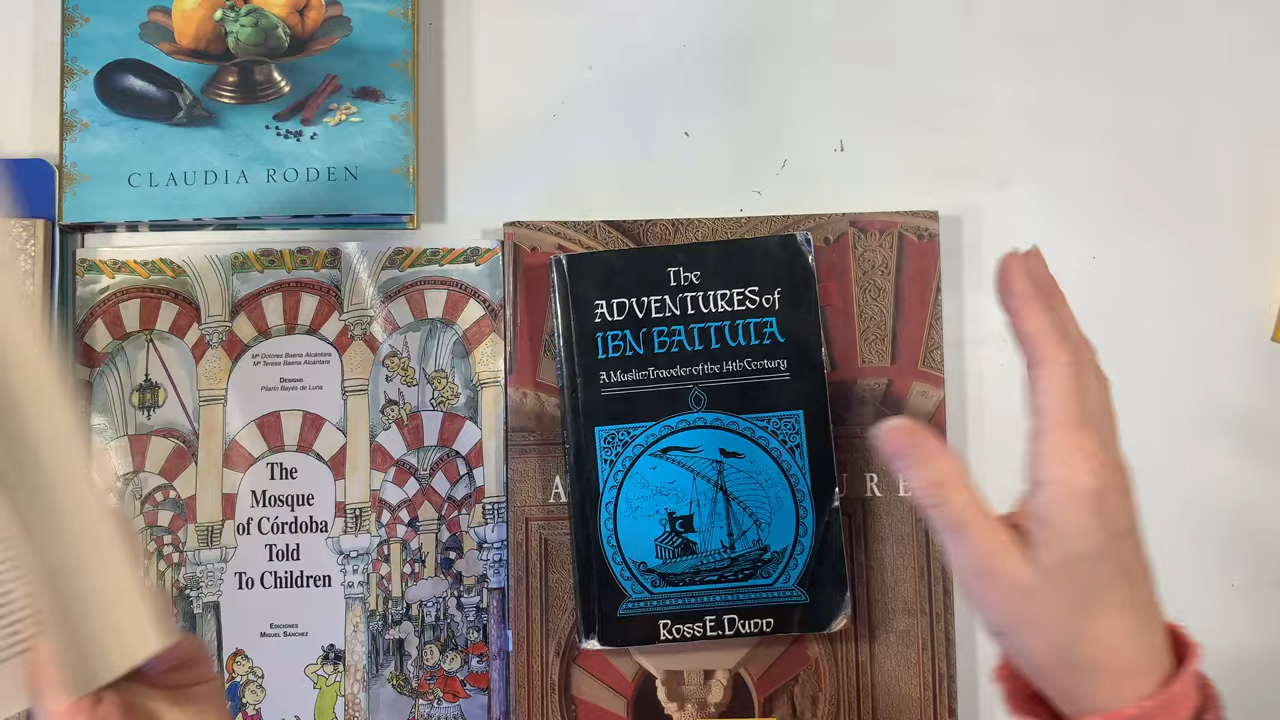 CLAUDIA RODEN
Mª Dolores Baena Alcántara
Mª Teresa Baena Alcántara
DESIGNS
Pilarín Bayés de Luna
The
Mosque
of Córdoba
Told
To Children
EDICIONES
MIGUEL SÁNCHEZ
The
ADVENTURES of
IBN BATTUTA
A Muslim Traveler of the 14th Century
Ross E. Dunn
A
URE